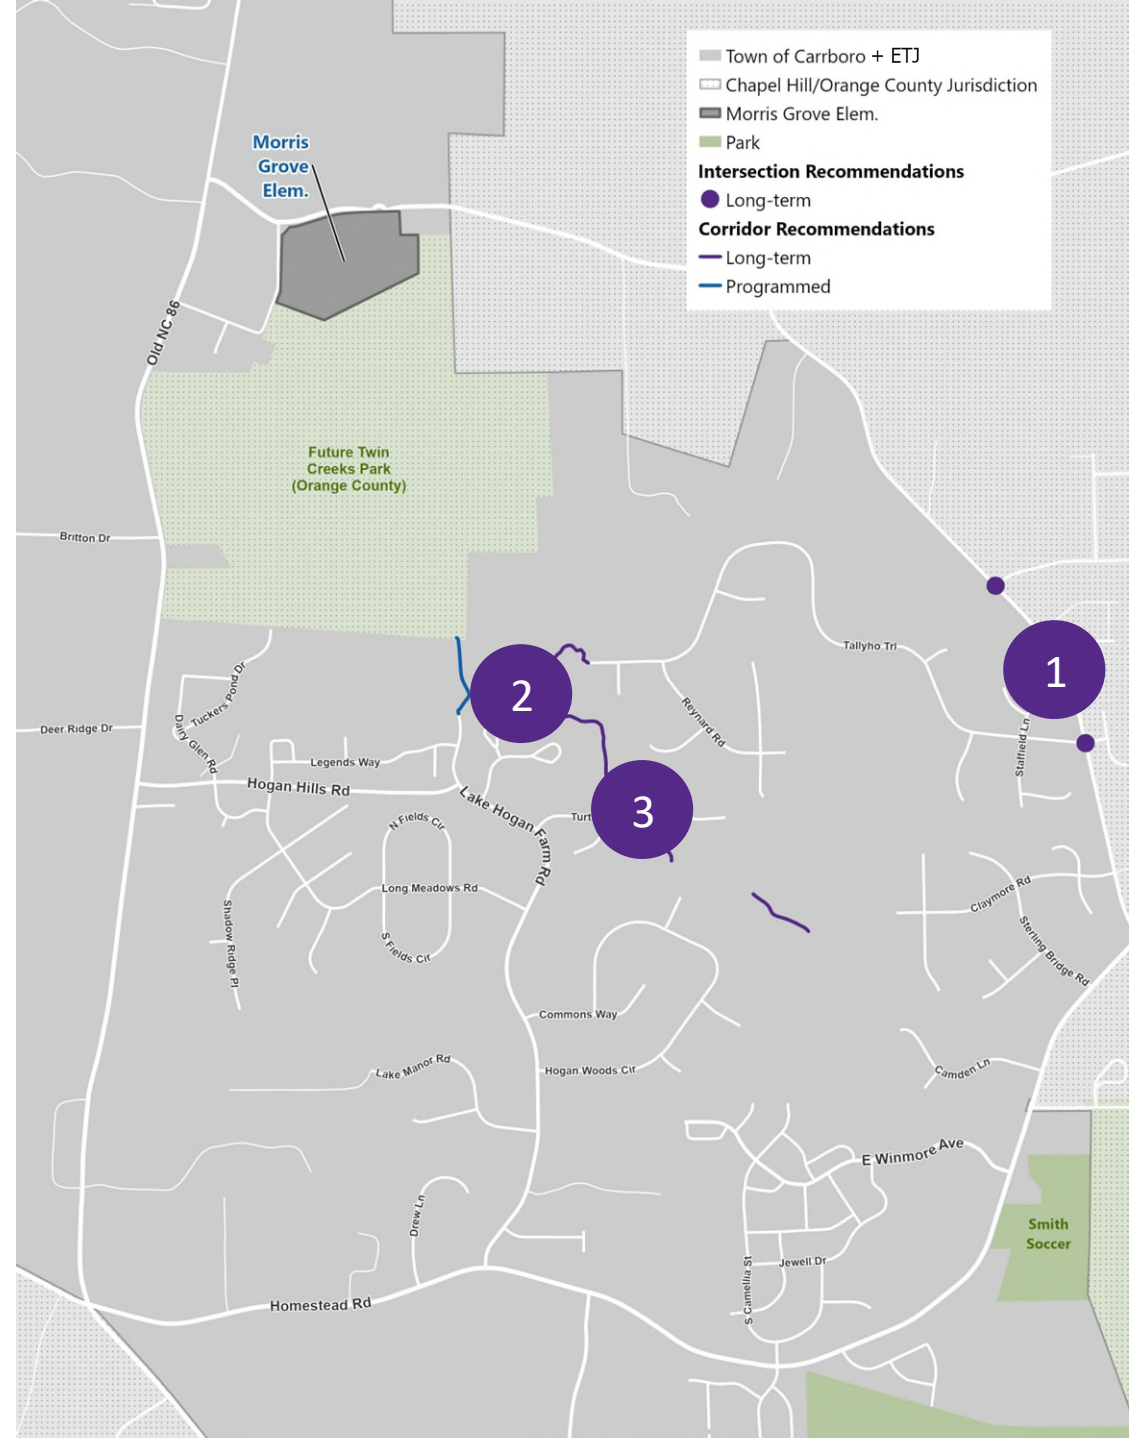 Town of Carrboro + ETJ
Chapel Hill/Orange County Jurisdiction
Morris Grove Elem.
Park
Intersection Recommendations
Long-term
Corridor Recommendations
Long-term
Programmed
Morris
Grove
Elem.
Old NC 86
Future Twin
Creeks Park
(Orange County)
Britton Dr
Tallyho Trl
1
2
Tuckers Pond Dr
Reynard Rd
Deer Ridge Dr
Dairy Glen Rd
Stalfield Ln
Legends Way
Hogan Hills Rd
Lake Hogan Farm Rd
3
N Fields Cir
Turt
Long Meadows Rd
Claymore Rd
Shadow Ridge Pl
S Fields Cir
Sterling Bridge Rd
Commons Way
Lake Manor Rd
Hogan Woods Cir
Camden Ln
E Winmore Ave
Drew Ln
Smith
Soccer
Jewell Dr
S Camellia St
Homestead Rd